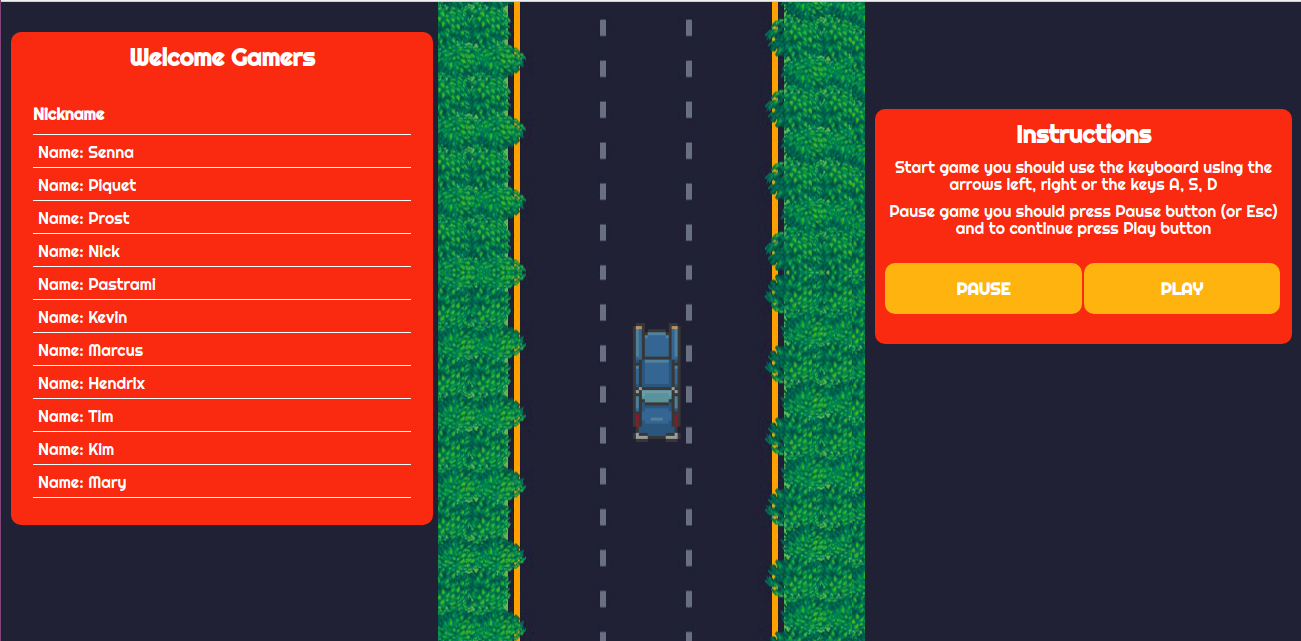 Welcome Gamers
Nickname
Name: Senna
Name: Piquet
Name: Prost
Name: Nick
Name: Pastrami
Name: Kevin
Name: Marcus
Name: Hendrix
Name: Tim
Name: Kim
Name: Mary
Instructions
Start game you should use the keyboard using the
arrows left, right or the keys A, S, D
Pause game you should press Pause button (or Esc)
and to continue press Play button
PAUSE
PLAY